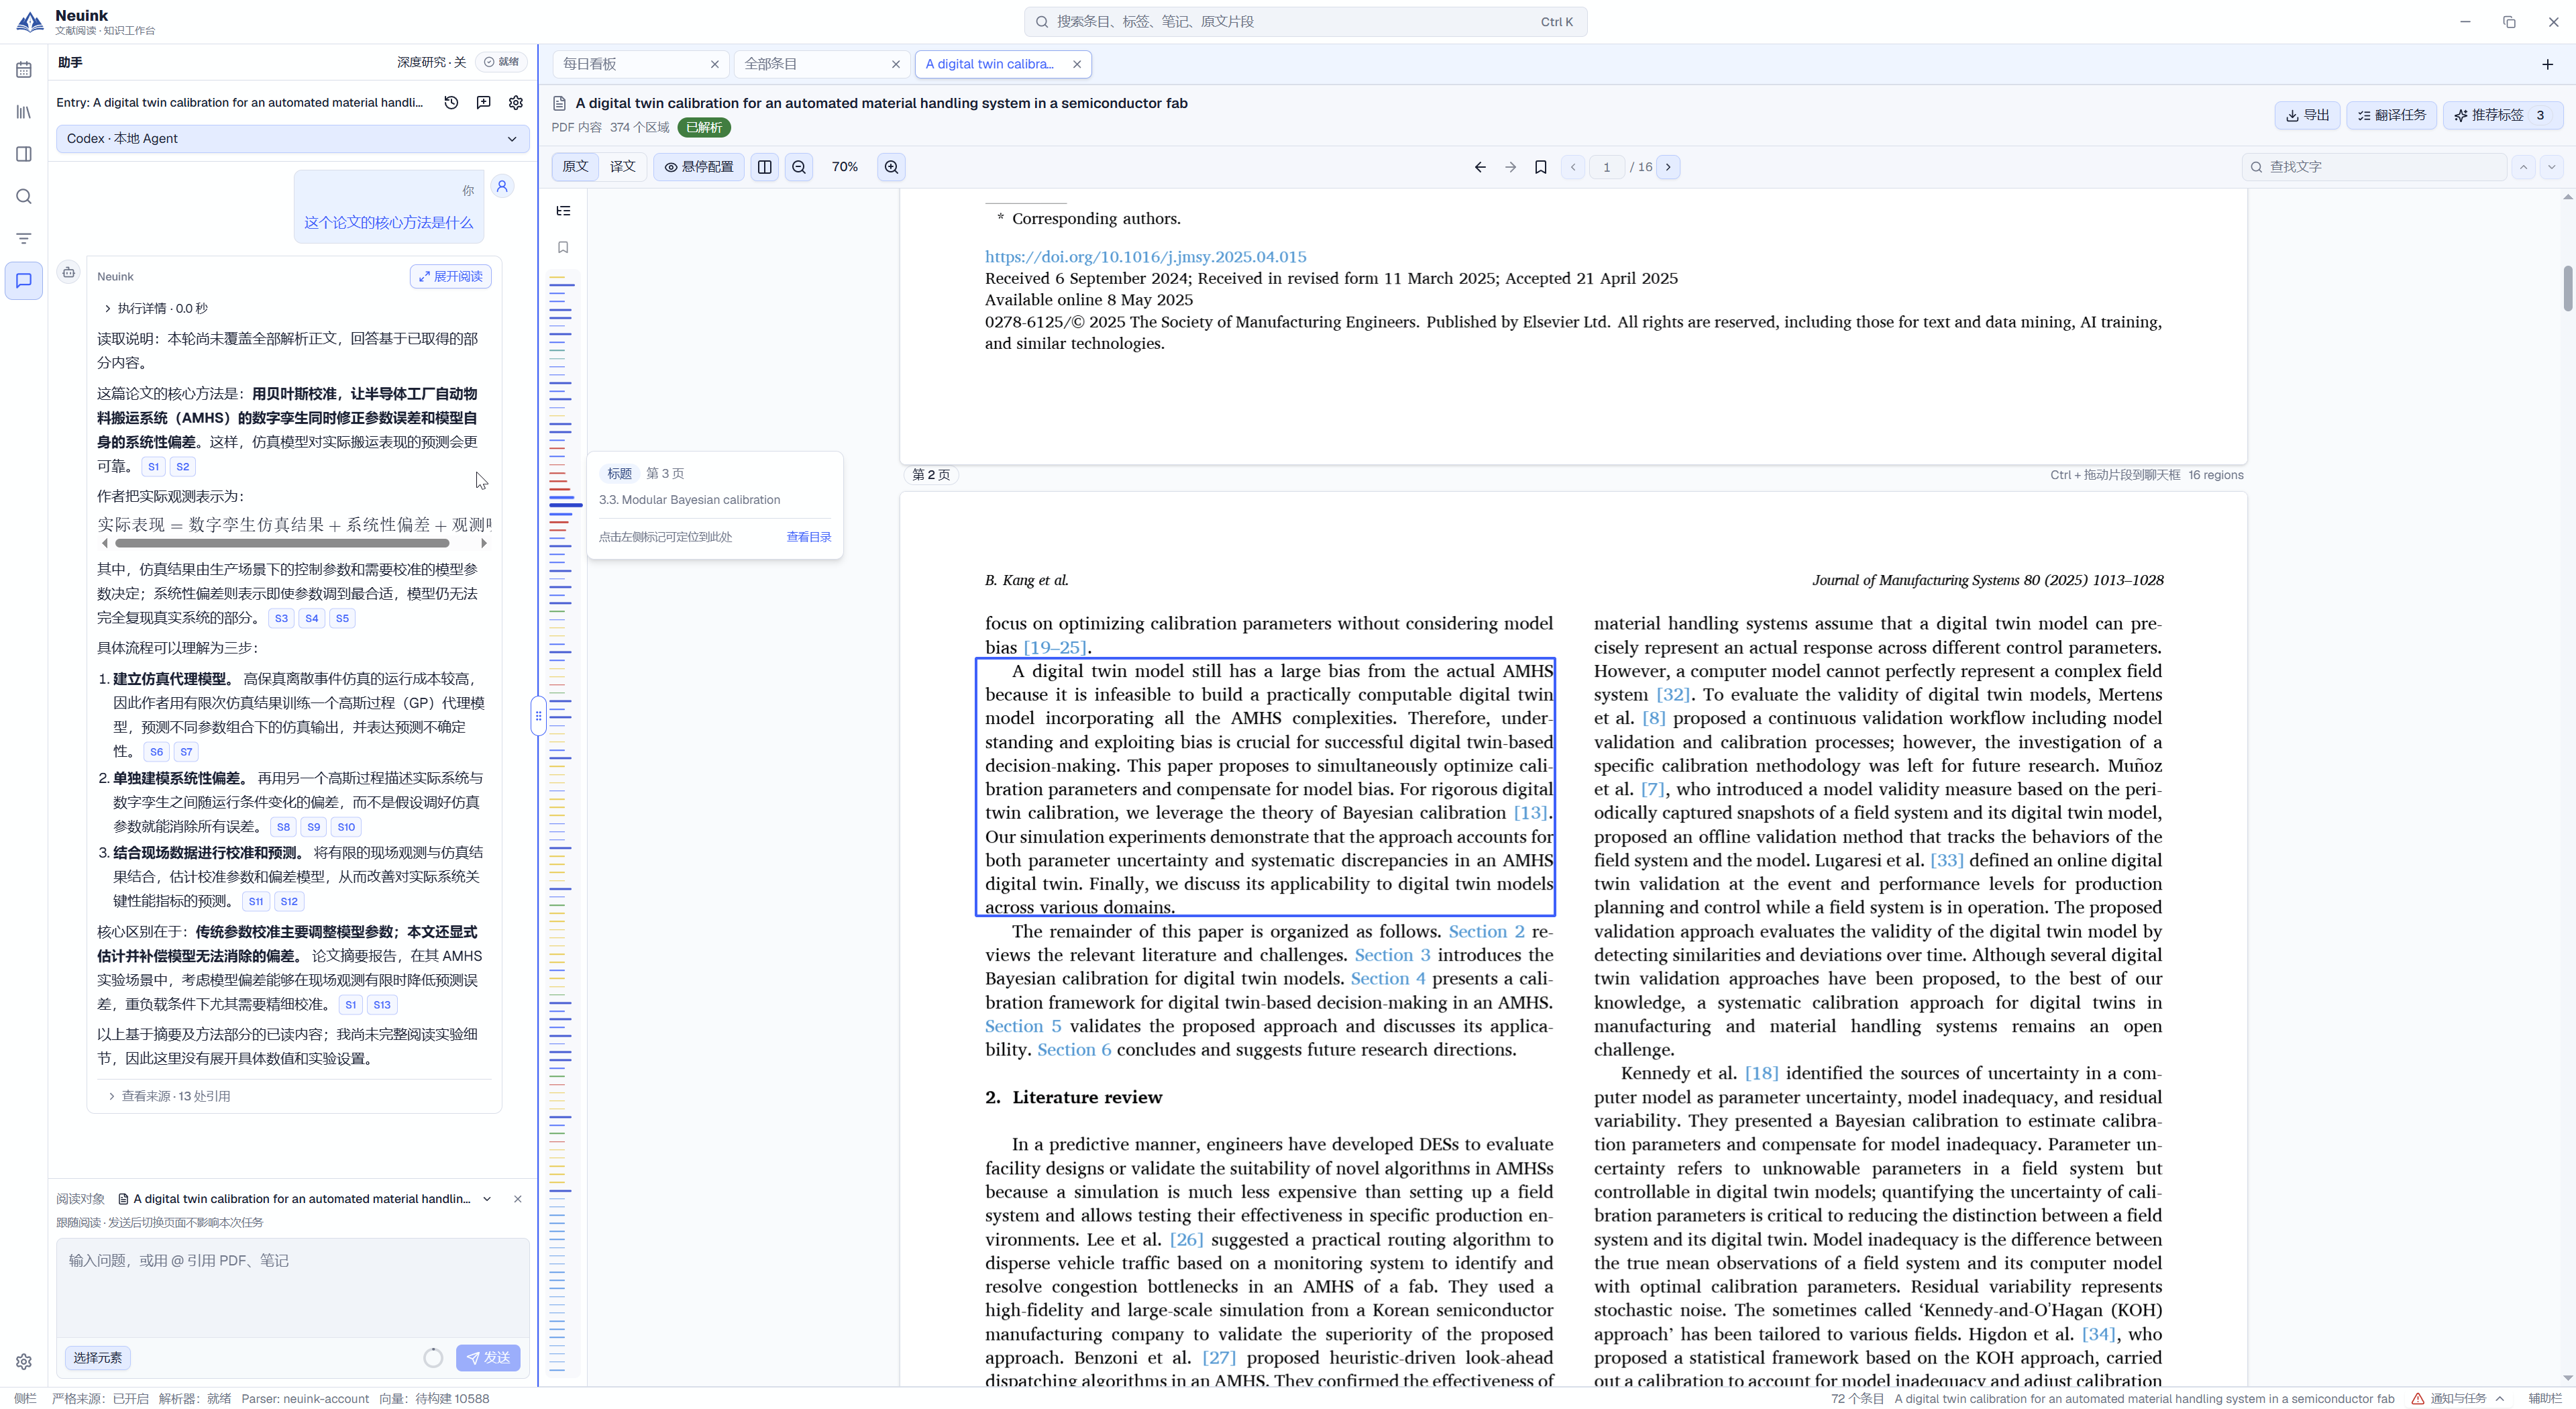 Neuink
文献阅读 · 知识工作台
搜索条目、标签、笔记、原文片段
Ctrl K
助手
深度研究 · 关
就绪
Entry: A digital twin calibration for an automated material handli...
Codex · 本地 Agent
你
这个论文的核心方法是什么
Neuink
展开阅读
执行详情 · 0.0 秒
读取说明：本轮尚未覆盖全部解析正文，回答基于已取得的部
分内容。
这篇论文的核心方法是：用贝叶斯校准，让半导体工厂自动物
料搬运系统（AMHS）的数字孪生同时修正参数误差和模型自
身的系统性偏差。这样，仿真模型对实际搬运表现的预测会更
可靠。 S1 S2
作者把实际观测表示为：
实际表现 = 数字孪生仿真结果 + 系统性偏差 + 观测
其中，仿真结果由生产场景下的控制参数和需要校准的模型参
数决定；系统性偏差则表示即使参数调到最合适，模型仍无法
完全复现真实系统的部分。 S3 S4 S5
具体流程可以理解为三步：
1. 建立仿真代理模型。 高保真离散事件仿真的运行成本较高，
因此作者用有限次仿真结果训练一个高斯过程（GP）代理模
型，预测不同参数组合下的仿真输出，并表达预测不确定
性。 S6 S7
2. 单独建模系统性偏差。 再用另一个高斯过程描述实际系统与
数字孪生之间随运行条件变化的偏差，而不是假设调好仿真
参数就能消除所有误差。 S8 S9 S10
3. 结合现场数据进行校准和预测。 将有限的现场观测与仿真结
果结合，估计校准参数和偏差模型，从而改善对实际系统关
键性能指标的预测。 S11 S12
核心区别在于：传统参数校准主要调整模型参数；本文还显式
估计并补偿模型无法消除的偏差。 论文摘要报告，在其 AMHS
实验场景中，考虑模型偏差能够在现场观测有限时降低预测误
差，重负载条件下尤其需要精细校准。 S1 S13
以上基于摘要及方法部分的已读内容；我尚未完整阅读实验细
节，因此这里没有展开具体数值和实验设置。
查看来源 · 13 处引用
阅读对象
A digital twin calibration for an automated material handlin...
跟随阅读 · 发送后切换页面不影响本次任务
输入问题，或用 @ 引用 PDF、笔记
选择元素
发送
每日看板
全部条目
A digital twin calibra...
A digital twin calibration for an automated material handling system in a semiconductor fab
PDF 内容 374 个区域 已解析
导出
翻译任务
推荐标签 3
原文
译文
悬停配置
70%
1 / 16
查找文字
标题 第 3 页
3.3. Modular Bayesian calibration
点击左侧标记可定位到此处
查看目录
* Corresponding authors.
https://doi.org/10.1016/j.jmsy.2025.04.015
Received 6 September 2024; Received in revised form 11 March 2025; Accepted 21 April 2025
Available online 8 May 2025
0278-6125/© 2025 The Society of Manufacturing Engineers. Published by Elsevier Ltd. All rights are reserved, including those for text and data mining, AI training,
and similar technologies.
第 2 页
Ctrl + 拖动片段到聊天框 16 regions
B. Kang et al.
Journal of Manufacturing Systems 80 (2025) 1013–1028
focus on optimizing calibration parameters without considering model
bias [19–25].
A digital twin model still has a large bias from the actual AMHS
because it is infeasible to build a practically computable digital twin
model incorporating all the AMHS complexities. Therefore, under-
standing and exploiting bias is crucial for successful digital twin-based
decision-making. This paper proposes to simultaneously optimize cali-
bration parameters and compensate for model bias. For rigorous digital
twin calibration, we leverage the theory of Bayesian calibration [13].
Our simulation experiments demonstrate that the approach accounts for
both parameter uncertainty and systematic discrepancies in an AMHS
digital twin. Finally, we discuss its applicability to digital twin models
across various domains.
The remainder of this paper is organized as follows. Section 2 re-
views the relevant literature and challenges. Section 3 introduces the
Bayesian calibration for digital twin models. Section 4 presents a cali-
bration framework for digital twin-based decision-making in an AMHS.
Section 5 validates the proposed approach and discusses its applica-
bility. Section 6 concludes and suggests future research directions.
2. Literature review
In a predictive manner, engineers have developed DESs to evaluate
facility designs or validate the suitability of novel algorithms in AMHSs
because a simulation is much less expensive than setting up a field
system and allows testing their effectiveness in specific production en-
vironments. Lee et al. [26] suggested a practical routing algorithm to
disperse vehicle traffic based on a monitoring system to identify and
resolve congestion bottlenecks in an AMHS of a fab. They used a
high-fidelity and large-scale simulation from a Korean semiconductor
manufacturing company to validate the superiority of the proposed
approach. Benzoni et al. [27] proposed heuristic-driven look-ahead
dispatching algorithms in an AMHS. They confirmed the effectiveness of
material handling systems assume that a digital twin model can pre-
cisely represent an actual response across different control parameters.
However, a computer model cannot perfectly represent a complex field
system [32]. To evaluate the validity of digital twin models, Mertens
et al. [8] proposed a continuous validation workflow including model
validation and calibration processes; however, the investigation of a
specific calibration methodology was left for future research. Muñoz
et al. [7], who introduced a model validity measure based on the peri-
odically captured snapshots of a field system and its digital twin model,
proposed an offline validation method that tracks the behaviors of the
field system and the model. Lugaresi et al. [33] defined an online digital
twin validation at the event and performance levels for production
planning and control while a field system is in operation. The proposed
validation approach evaluates the validity of the digital twin model by
detecting similarities and deviations over time. Although several digital
twin validation approaches have been proposed, to the best of our
knowledge, a systematic calibration approach for digital twins in
manufacturing and material handling systems remains an open
challenge.
Kennedy et al. [18] identified the sources of uncertainty in a com-
puter model as parameter uncertainty, model inadequacy, and residual
variability. They presented a Bayesian calibration to estimate calibra-
tion parameters and compensate for model inadequacy. Parameter un-
certainty refers to unknowable parameters in a field system but
controllable in digital twin models; quantifying the uncertainty of cali-
bration parameters is critical to reducing the distinction between a field
system and its digital twin. Model inadequacy is the difference between
the true mean observations of a field system and its computer model
with optimal calibration parameters. Residual variability represents
stochastic noise. The sometimes called ‘Kennedy-and-O’Hagan (KOH)
approach’ has been tailored to various fields. Higdon et al. [34], who
proposed a statistical framework based on the KOH approach, carried
out a calibration to account for model inadequacy and adjust calibration
侧栏 严格来源：已开启 解析器：就绪 Parser: neuink-account 向量：待构建 10588
72 个条目 A digital twin calibration for an automated material handling system in a semiconductor fab 通知与任务 辅助栏